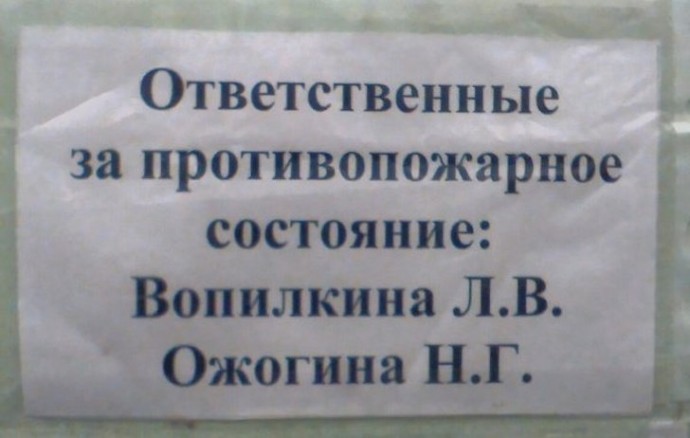 Ответственные
за противопожарное
состояние:
Вопилкина Л.В.
Ожогина Н.Г.